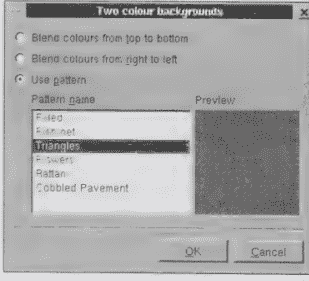 Two colour backgrounds
Blend colours from top to bottom
Blend colours from right to left
Use pattern
Pattern name
Preview
Triangles
Flowers
Rattan
Cobbled Pavement
OK
Cancel